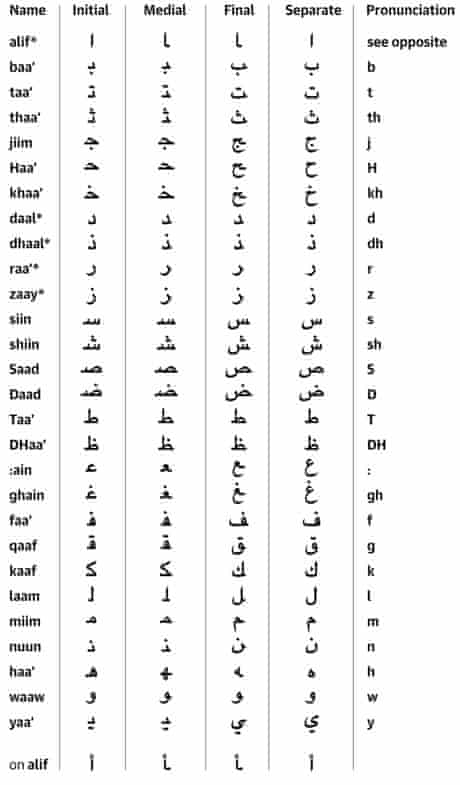 Name Initial Medial Final Separate Pronunciation
alif* ا ـا ـا ا see opposite
baa' بـ ـبـ ـب ب b
taa' تـ ـتـ ـت ت t
thaa' ثـ ـثـ ـث ث th
jiim جـ ـجـ ـج ج j
Haa' حـ ـحـ ـح ح H
khaa' خـ ـخـ ـخ خ kh
daal* د ـد ـد د d
dhaal* ذ ـذ ـذ ذ dh
raa'* ر ـر ـر ر r
zaay* ز ـز ـز ز z
siin سـ ـسـ ـس س s
shiin شـ ـشـ ـش ش sh
Saad صـ ـصـ ـص ص S
Daad ضـ ـضـ ـض ض D
Taa' طـ ـطـ ـط ط T
DHaa' ظـ ـظـ ـظ ظ DH
:ain عـ ـعـ ـع ع :
ghain غـ ـغـ ـغ غ gh
faa' فـ ـفـ ـف ف f
qaaf قـ ـقـ ـق ق g
kaaf كـ ـكـ ـك ك k
laam لـ ـلـ ـل ل l
miim مـ ـمـ ـم م m
nuun نـ ـنـ ـن ن n
haa' هـ ـهـ ـه ه h
waaw و ـو ـو و w
yaa' يـ ـيـ ـي ي y
on alif أ ـأ ـأ أ